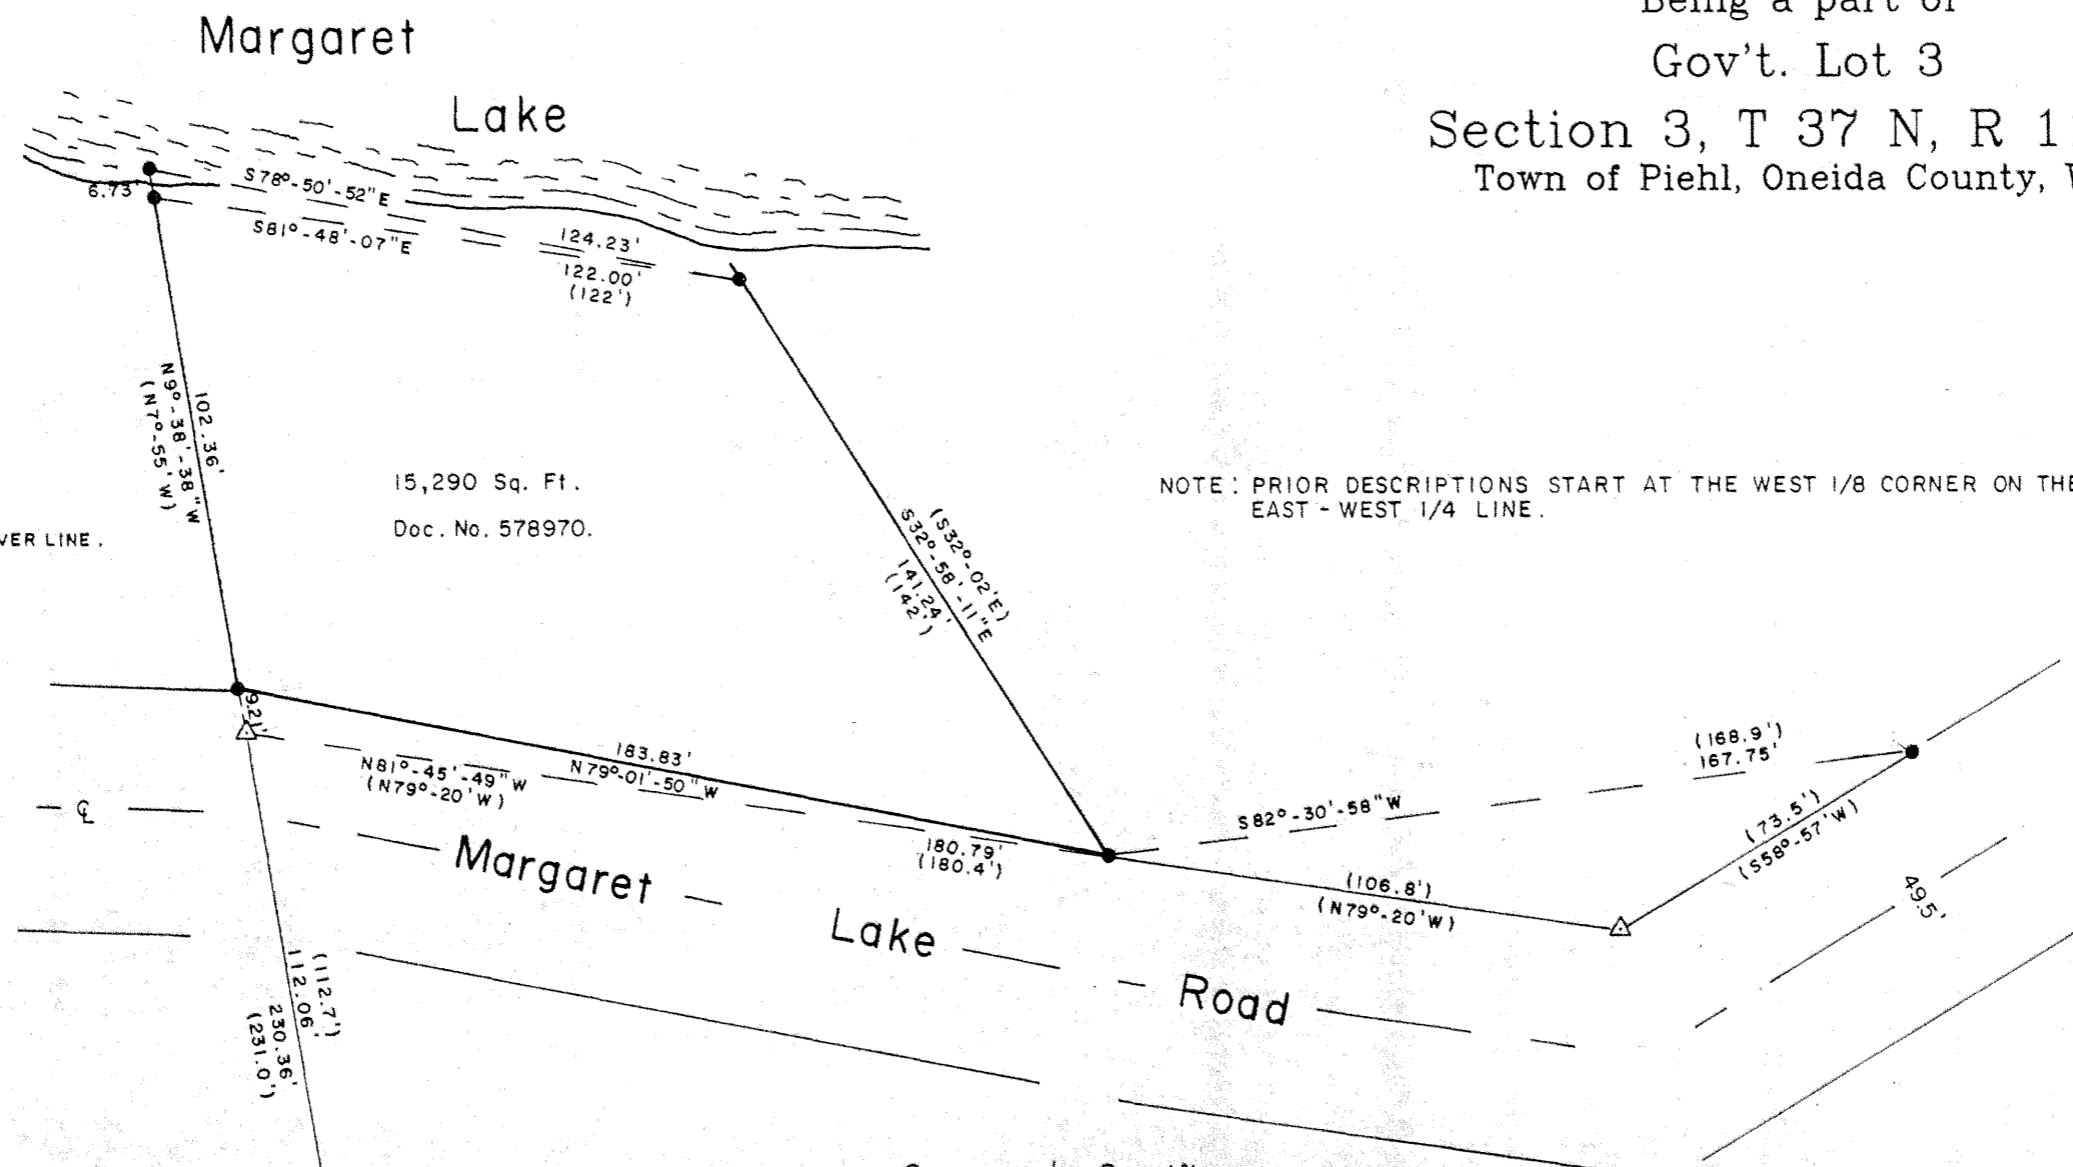 Margaret
Lake
Being a part of
Gov't. Lot 3
Section 3, T 37 N, R 1
Town of Piehl, Oneida County,
6.73'
S78°-50'-52"E
S81°-48'-07"E
124.23'
122.00'
(122')
102.36'
N9°-38'-38"W
(N7°-55'W)
15,290 Sq. Ft.
Doc. No. 578970.
VER LINE.
(S32°-02'E)
S32°-58'-11"E
141.24'
(142')
NOTE: PRIOR DESCRIPTIONS START AT THE WEST 1/8 CORNER ON THE
EAST-WEST 1/4 LINE.
9.21'
183.83'
N79°-01'-50"W
N81°-45'-49"W
(N79°-20'W)
180.79'
(180.4')
(168.9')
167.75'
S82°-30'-58"W
(73.5')
(S58°-57'W)
(106.8')
(N79°-20'W)
49.5'
℄
Margaret
Lake
Road
(112.7')
112.06'
230.36'
(231.0')